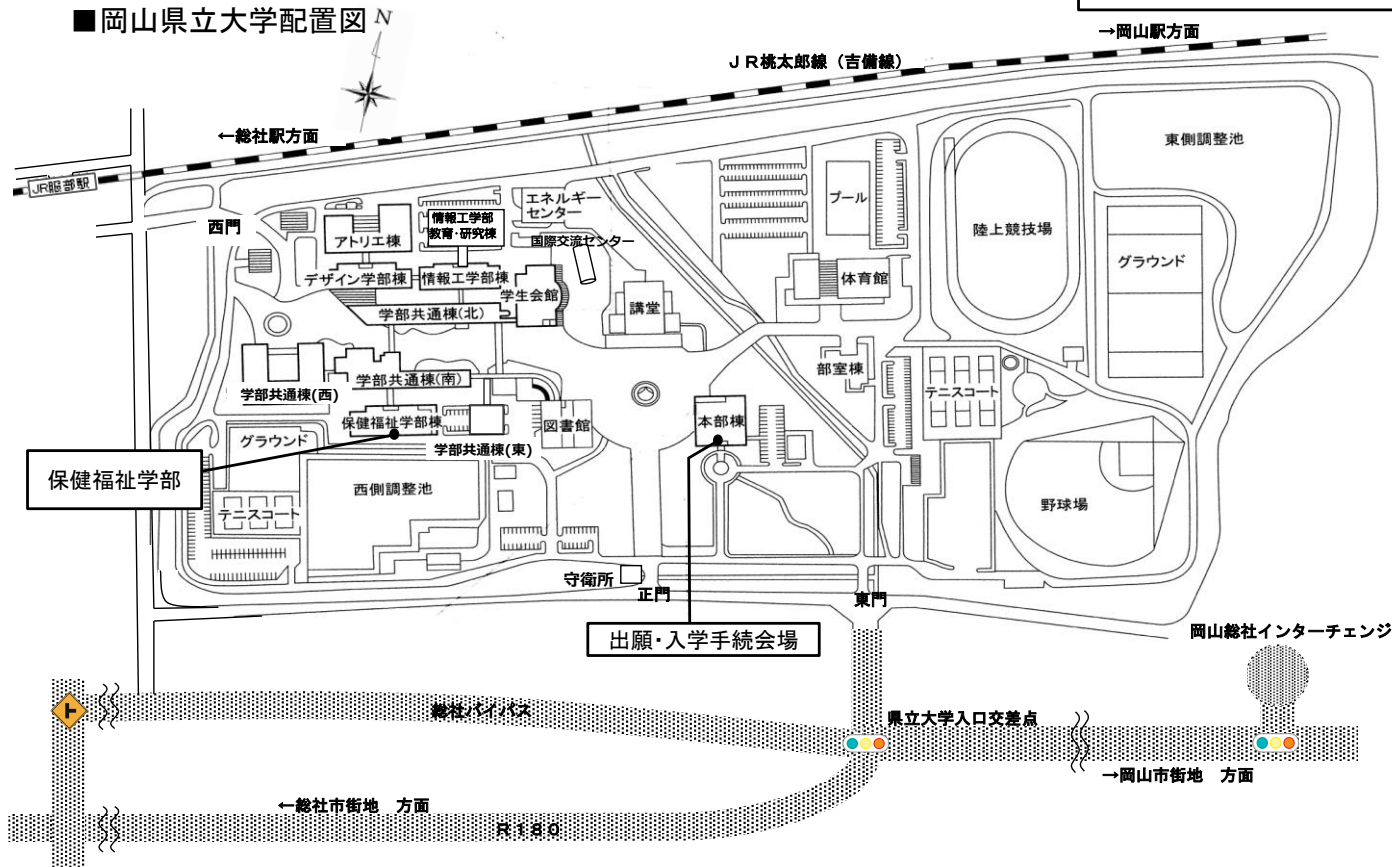 ■岡山県立大学配置図
N
→岡山駅方面
JR桃太郎線（吉備線）
←総社駅方面
JR服部駅
東側調整池
西門
アトリエ棟
情報工学部
教育・研究棟
エネルギー
センター
国際交流センター
プール
陸上競技場
グラウンド
デザイン学部棟
情報工学部棟
学生会館
体育館
学部共通棟(北)
講堂
学部共通棟(西)
学部共通棟(南)
部室棟
テニスコート
保健福祉学部棟
図書館
本部棟
グラウンド
学部共通棟(東)
保健福祉学部
西側調整池
テニスコート
野球場
守衛所
正門
東門
出願・入学手続会場
岡山総社インターチェンジ
総社バイパス
県立大学入口交差点
→岡山市街地　方面
←総社市街地　方面
R180